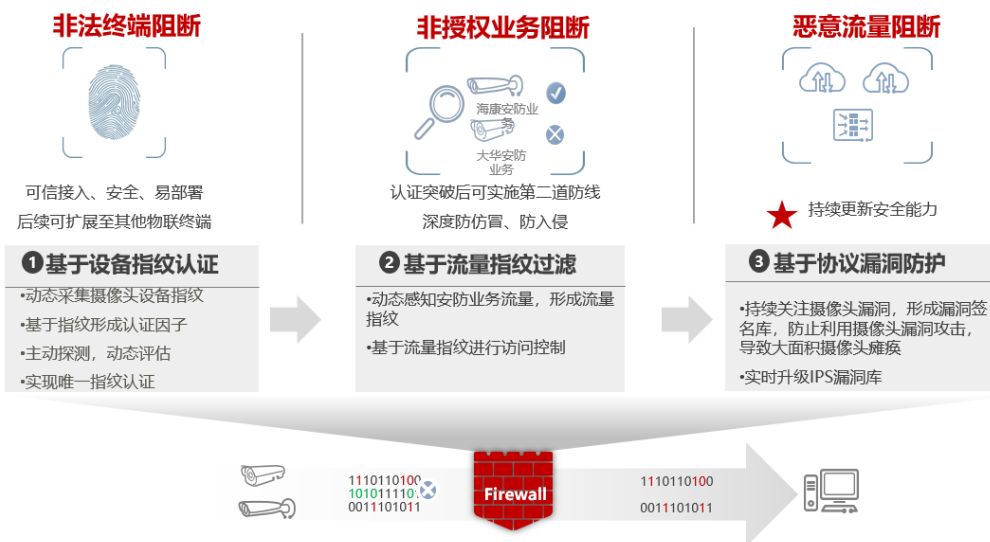 非法终端阻断
可信接入、安全、易部署
后续可扩展至其他物联终端
❶基于设备指纹认证
•动态采集摄像头设备指纹
•基于指纹形成认证因子
•主动探测，动态评估
•实现唯一指纹认证
非授权业务阻断
海康安防业
务
大华安防
业务
认证突破后可实施第二道防线
深度防仿冒、防入侵
❷基于流量指纹过滤
•动态感知安防业务流量，形成流量
指纹
•基于流量指纹进行访问控制
恶意流量阻断
持续更新安全能力
❸基于协议漏洞防护
•持续关注摄像头漏洞，形成漏洞签
名库，防止利用摄像头漏洞攻击，
导致大面积摄像头瘫痪
•实时升级IPS漏洞库
1110110100
101011110
0011101011
Firewall
1110110100
0011101011